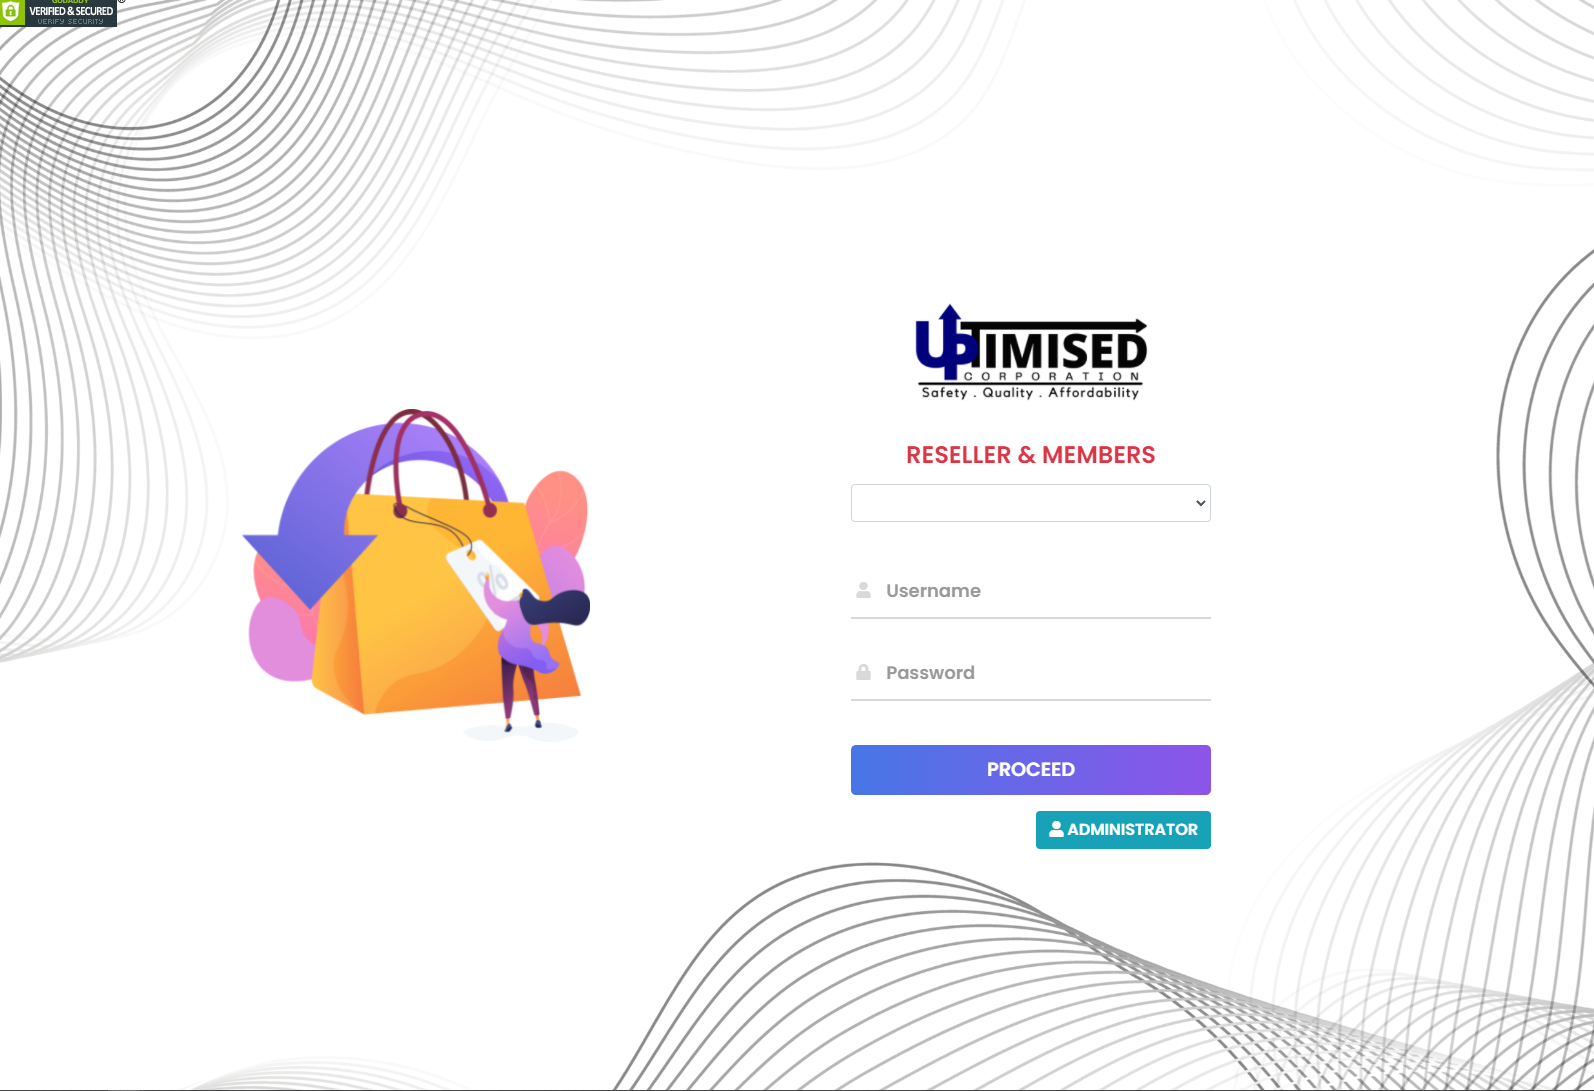 GODADDY
VERIFIED & SECURED
VERIFY SECURITY
UPTIMISED
CORPORATION
Safety . Quality . Affordability
RESELLER & MEMBERS
%
Username
Password
PROCEED
ADMINISTRATOR